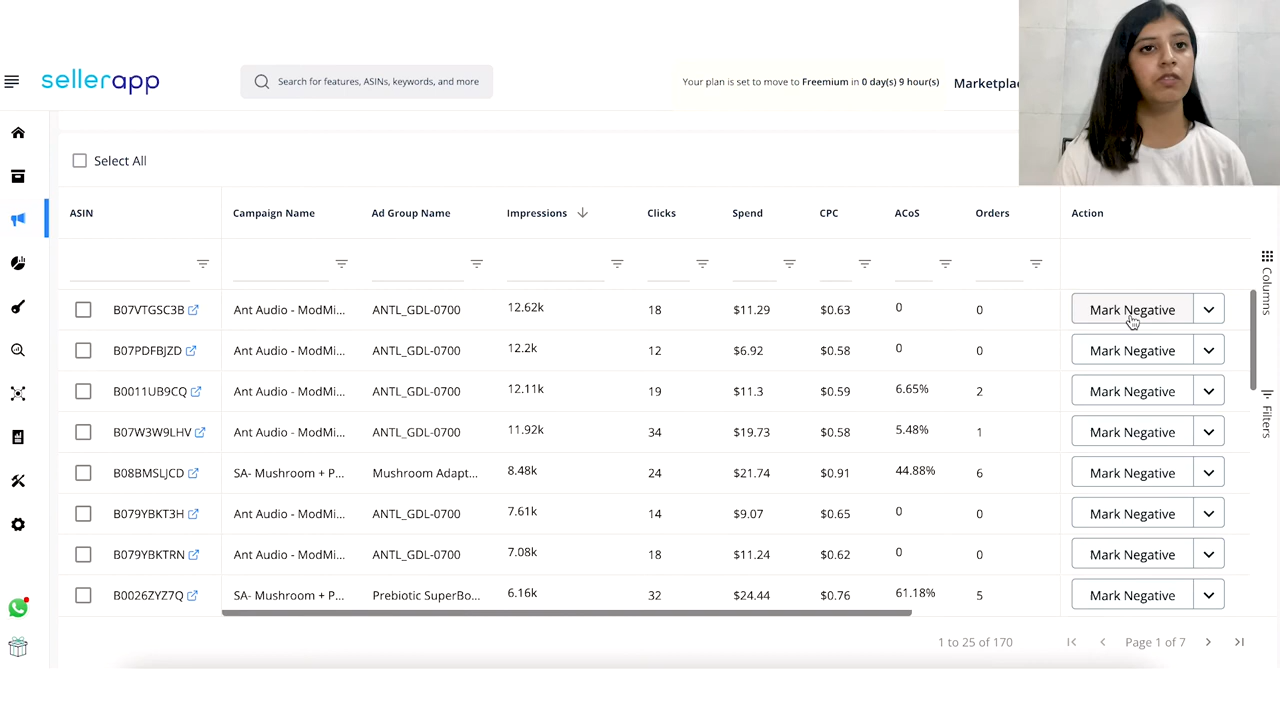 sellerapp
Search for features, ASINs, keywords, and more
Your plan is set to move to Freemium in 0 day(s) 9 hour(s)
Marketplac
Select All
ASIN Campaign Name Ad Group Name Impressions Clicks Spend CPC ACoS Orders Action
B07VTGSC3B Ant Audio - ModMi... ANTL_GDL-0700 12.62k 18 $11.29 $0.63 0 0 Mark Negative
B07PDFBJZD Ant Audio - ModMi... ANTL_GDL-0700 12.2k 12 $6.92 $0.58 0 0 Mark Negative
B0011UB9CQ Ant Audio - ModMi... ANTL_GDL-0700 12.11k 19 $11.3 $0.59 6.65% 2 Mark Negative
B07W3W9LHV Ant Audio - ModMi... ANTL_GDL-0700 11.92k 34 $19.73 $0.58 5.48% 1 Mark Negative
B08BMSLJCD SA- Mushroom + P... Mushroom Adapt... 8.48k 24 $21.74 $0.91 44.88% 6 Mark Negative
B079YBKT3H Ant Audio - ModMi... ANTL_GDL-0700 7.61k 14 $9.07 $0.65 0 0 Mark Negative
B079YBKTRN Ant Audio - ModMi... ANTL_GDL-0700 7.08k 18 $11.24 $0.62 0 0 Mark Negative
B0026ZYZ7Q SA- Mushroom + P... Prebiotic SuperBo... 6.16k 32 $24.44 $0.76 61.18% 5 Mark Negative
Columns
Filters
1 to 25 of 170 Page 1 of 7